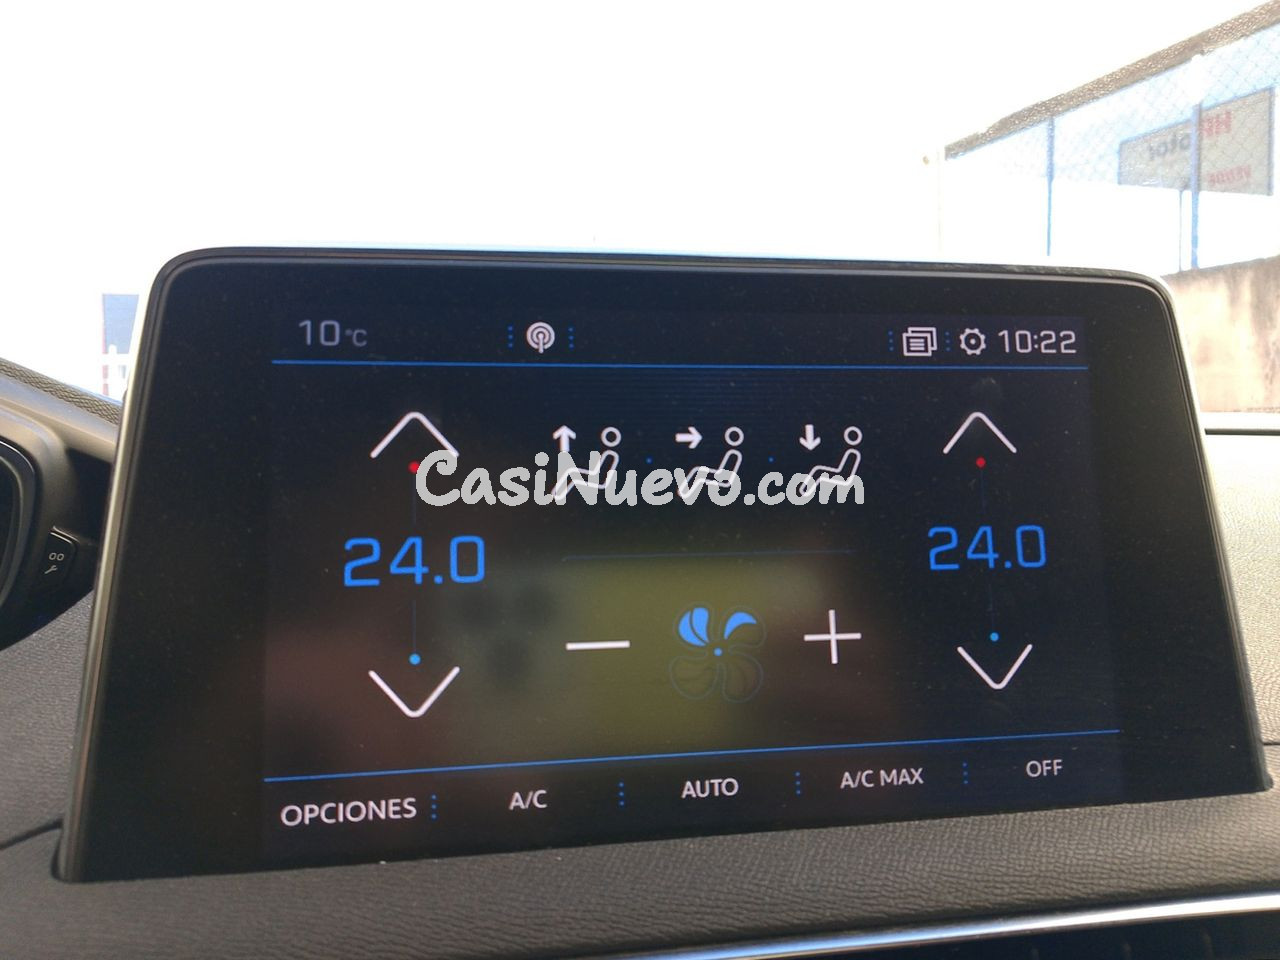 10°C
10:22
CasiNuevo.com
24.0
24.0
OPCIONES A/C AUTO A/C MAX OFF